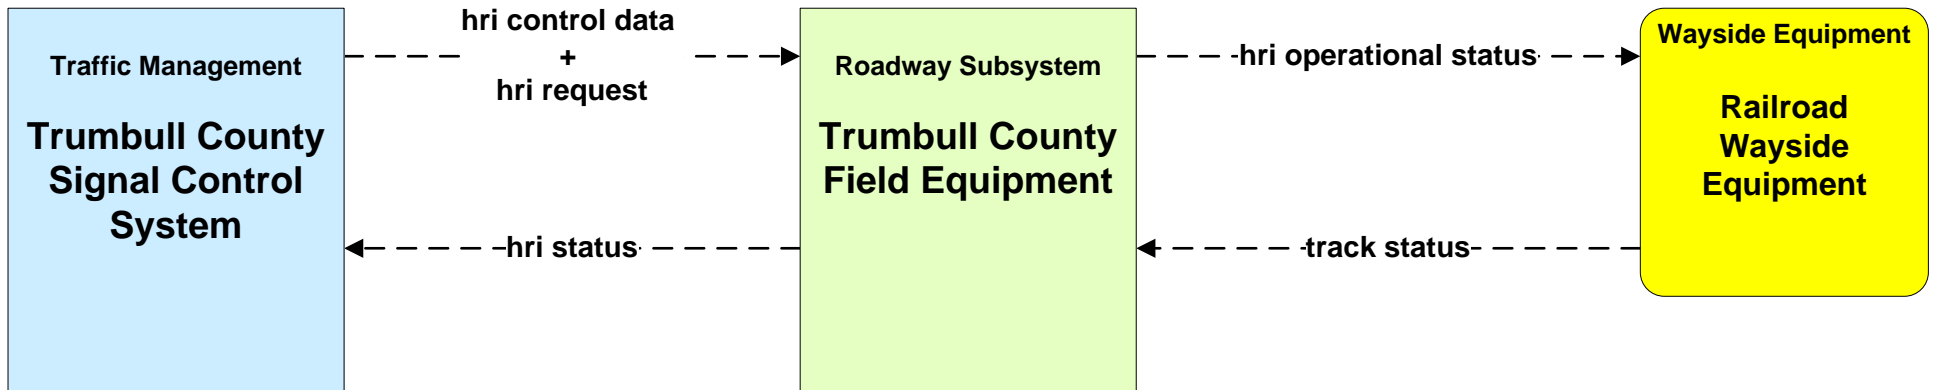 Traffic Management
Trumbull County
Signal Control
System
hri control data
+
hri request
hri status
Roadway Subsystem
Trumbull County
Field Equipment
hri operational status
track status
Wayside Equipment
Railroad
Wayside
Equipment